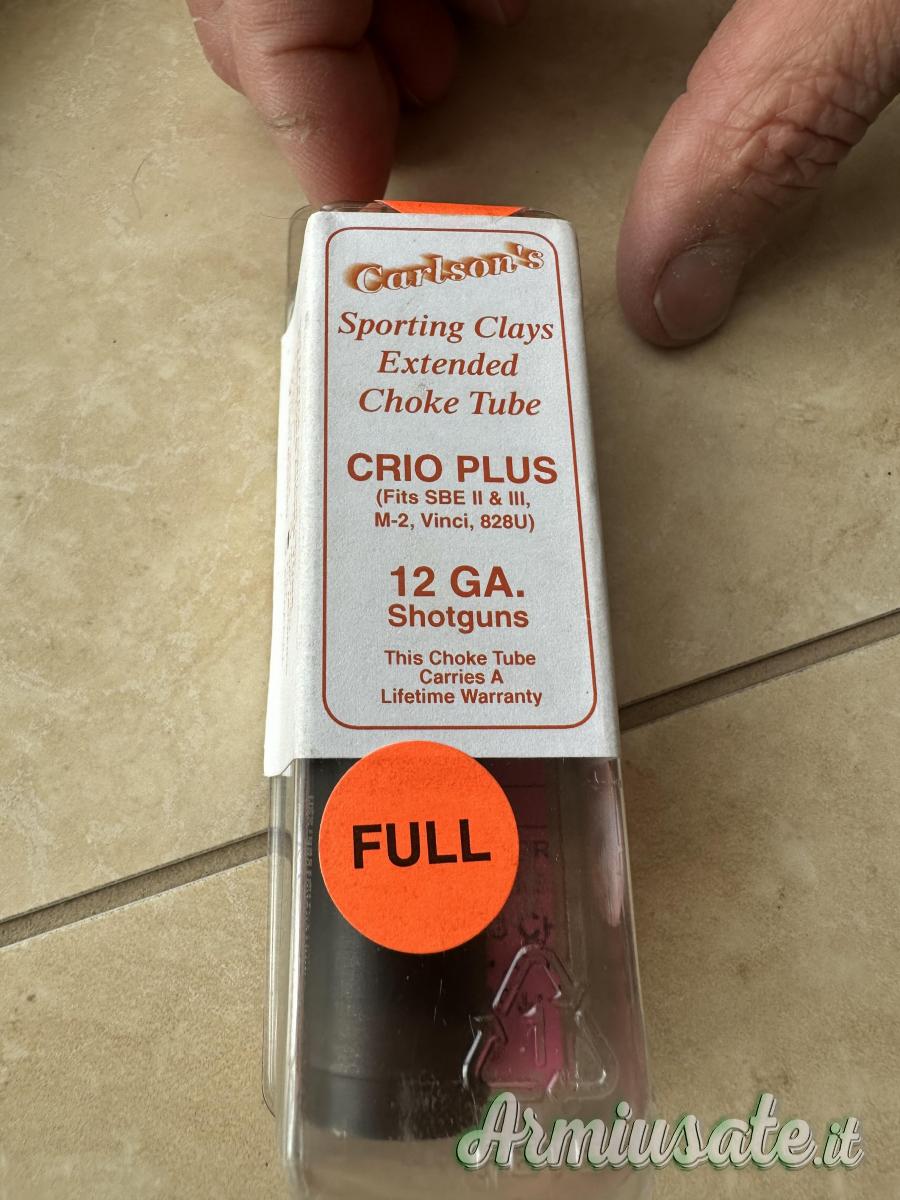 Carlson's
Sporting Clays
Extended
Choke Tube
CRIO PLUS
(Fits SBE II & III,
M-2, Vinci, 828U)
12 GA.
Shotguns
This Choke Tube
Carries A
Lifetime Warranty
FULL
1
Armiusate.it